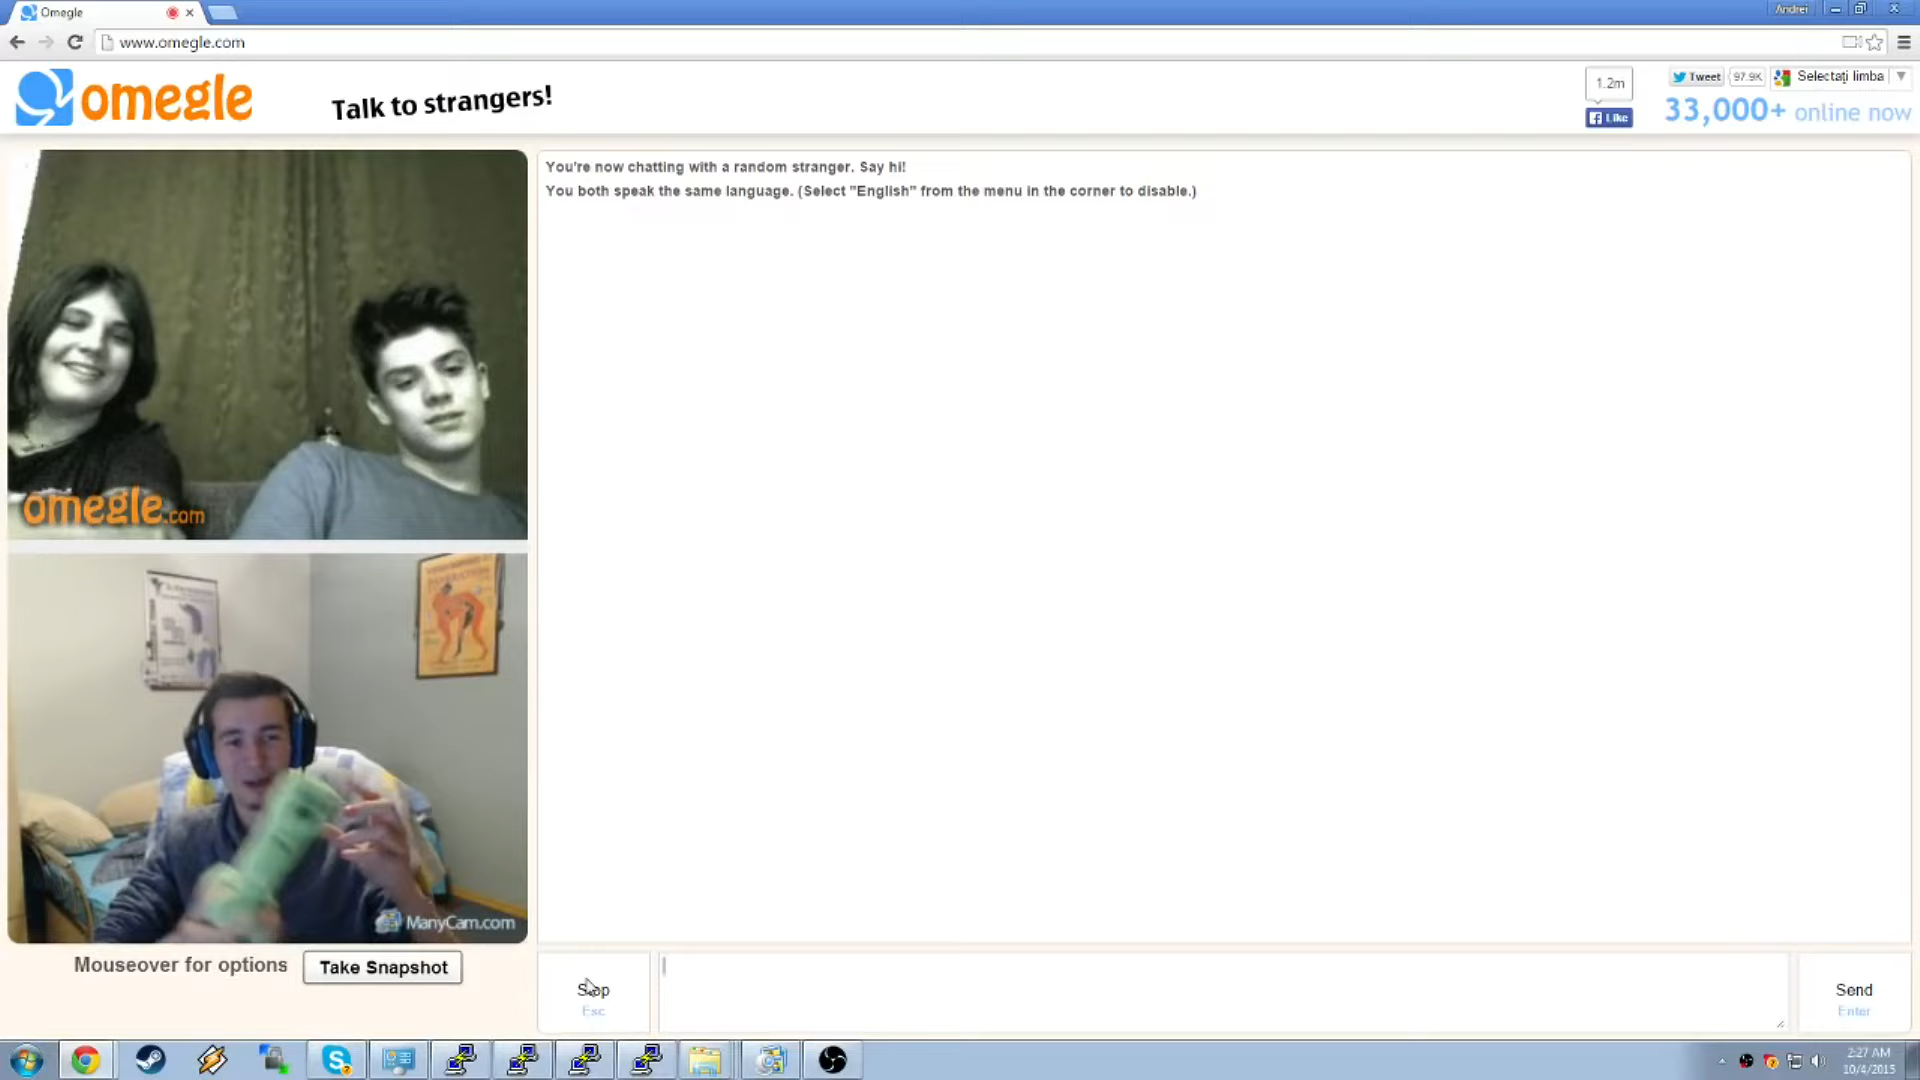 Omegle
Andrei
www.omegle.com
omegle
Talk to strangers!
1.2m
Like
Tweet
97.9K
Selectați limba
33,000+ online now
You're now chatting with a random stranger. Say hi!
You both speak the same language. (Select "English" from the menu in the corner to disable.)
omegle.com
ManyCam.com
Mouseover for options
Take Snapshot
Stop
Esc
Send
Enter
2:27 AM
10/4/2015